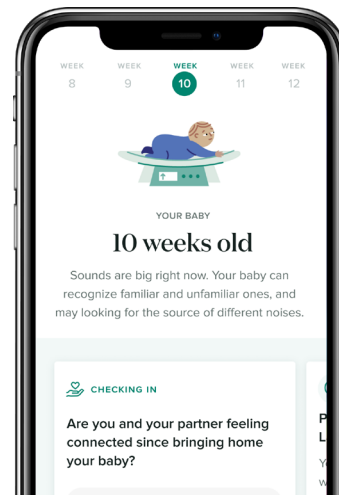 WEEK WEEK WEEK WEEK WEEK
8 9 10 11 12
YOUR BABY
10 weeks old
Sounds are big right now. Your baby can
recognize familiar and unfamiliar ones, and
may looking for the source of different noises.
CHECKING IN
Are you and your partner feeling
connected since bringing home
your baby?